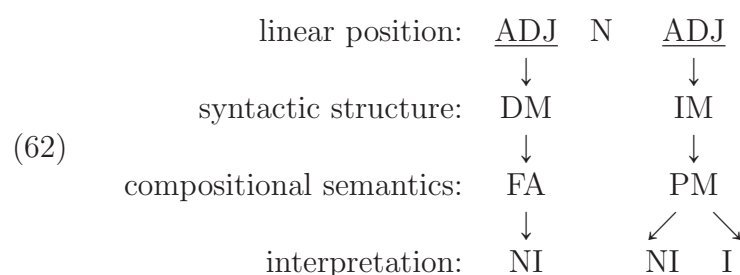 linear position: ADJ N ADJ
↓ ↓
syntactic structure: DM IM
(62) ↓ ↓
compositional semantics: FA PM
↓ ↙ ↘
interpretation: NI NI I